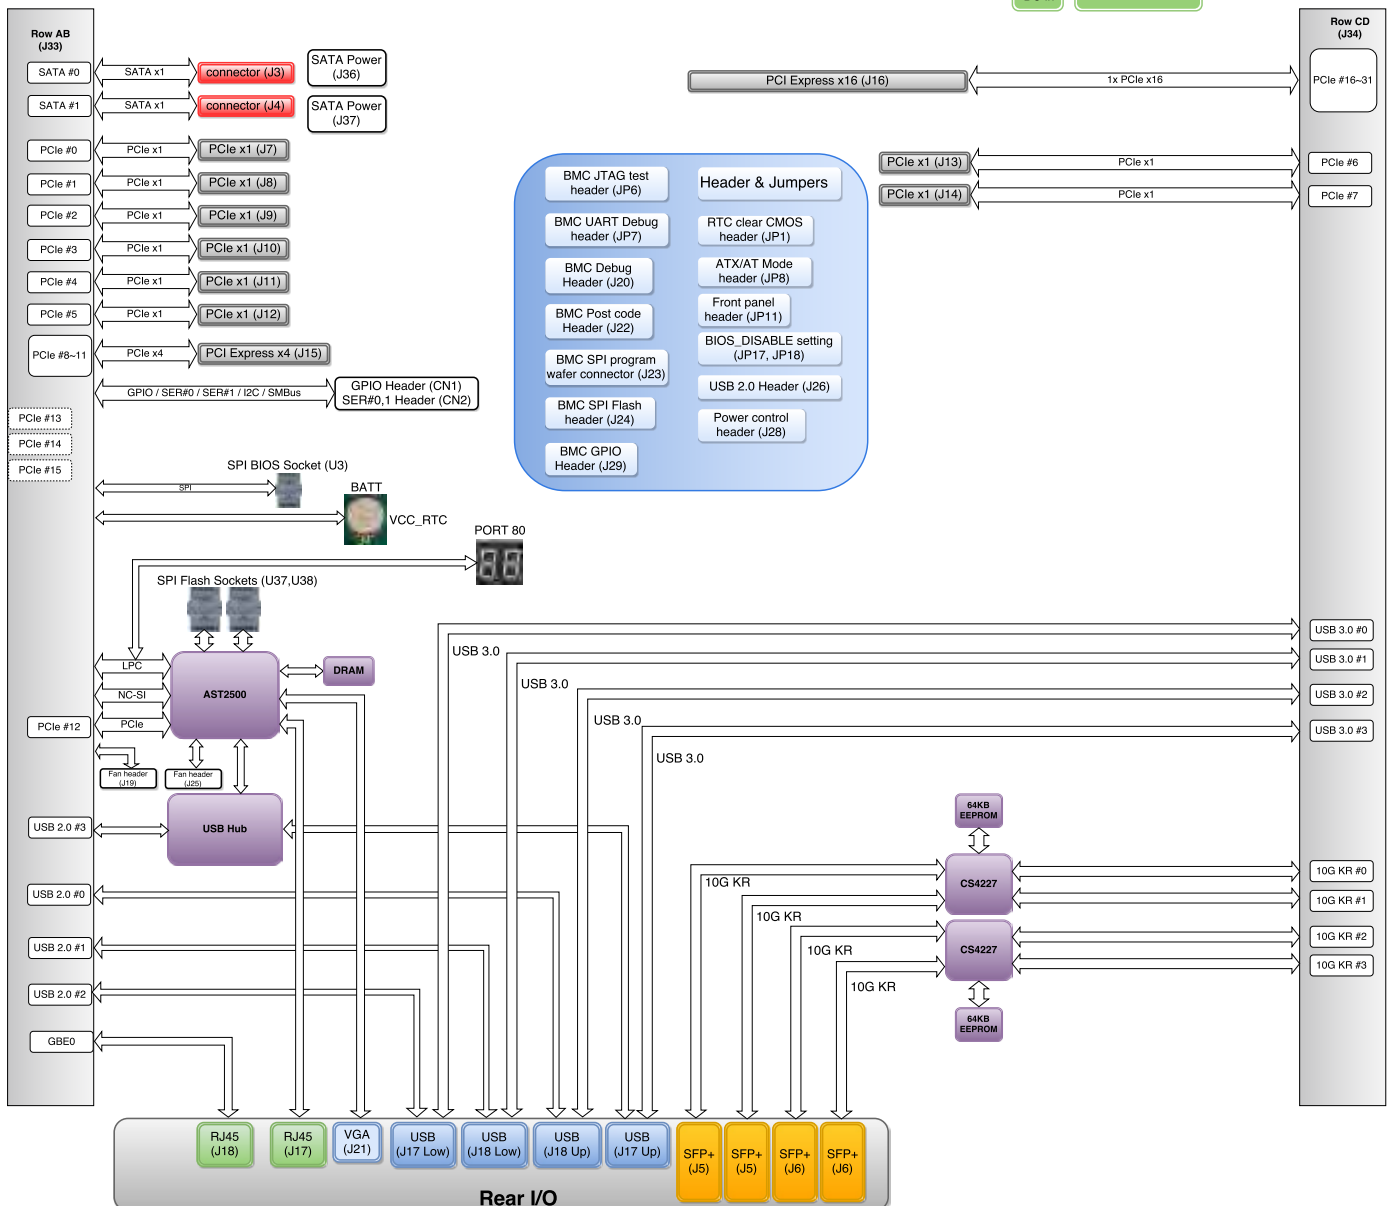 Row AB
(J33)
SATA #0
SATA x1
connector (J3)
SATA Power
(J36)
SATA #1
SATA x1
connector (J4)
SATA Power
(J37)
PCIe #0
PCIe x1
PCIe x1 (J7)
PCIe #1
PCIe x1
PCIe x1 (J8)
PCIe #2
PCIe x1
PCIe x1 (J9)
PCIe #3
PCIe x1
PCIe x1 (J10)
PCIe #4
PCIe x1
PCIe x1 (J11)
PCIe #5
PCIe x1
PCIe x1 (J12)
PCIe #8~11
PCIe x4
PCI Express x4 (J15)
GPIO / SER#0 / SER#1 / I2C / SMBus
GPIO Header (CN1)
SER#0,1 Header (CN2)
PCIe #13
PCIe #14
PCIe #15
SPI BIOS Socket (U3)
SPI
BATT
VCC_RTC
PORT 80
88
SPI Flash Sockets (U37,U38)
LPC
NC-SI
PCIe #12
PCIe
AST2500
DRAM
Fan header
(J19)
Fan header
(J25)
USB 2.0 #3
USB Hub
USB 2.0 #0
USB 2.0 #1
USB 2.0 #2
GBE0
BMC JTAG test
header (JP6)
BMC UART Debug
header (JP7)
BMC Debug
Header (J20)
BMC Post code
Header (J22)
BMC SPI program
wafer connector (J23)
BMC SPI Flash
header (J24)
BMC GPIO
Header (J29)
Header & Jumpers
RTC clear CMOS
header (JP1)
ATX/AT Mode
header (JP8)
Front panel
header (JP11)
BIOS_DISABLE setting
(JP17, JP18)
USB 2.0 Header (J26)
Power control
header (J28)
Row CD
(J34)
PCI Express x16 (J16)
1x PCIe x16
PCIe #16~31
PCIe x1 (J13)
PCIe x1
PCIe #6
PCIe x1 (J14)
PCIe x1
PCIe #7
USB 3.0
USB 3.0 #0
USB 3.0
USB 3.0 #1
USB 3.0
USB 3.0 #2
USB 3.0
USB 3.0 #3
64KB
EEPROM
CS4227
10G KR
10G KR #0
10G KR
10G KR #1
CS4227
10G KR
10G KR #2
10G KR
10G KR #3
64KB
EEPROM
RJ45
(J18)
RJ45
(J17)
VGA
(J21)
USB
(J17 Low)
USB
(J18 Low)
USB
(J18 Up)
USB
(J17 Up)
SFP+
(J5)
SFP+
(J5)
SFP+
(J6)
SFP+
(J6)
Rear I/O